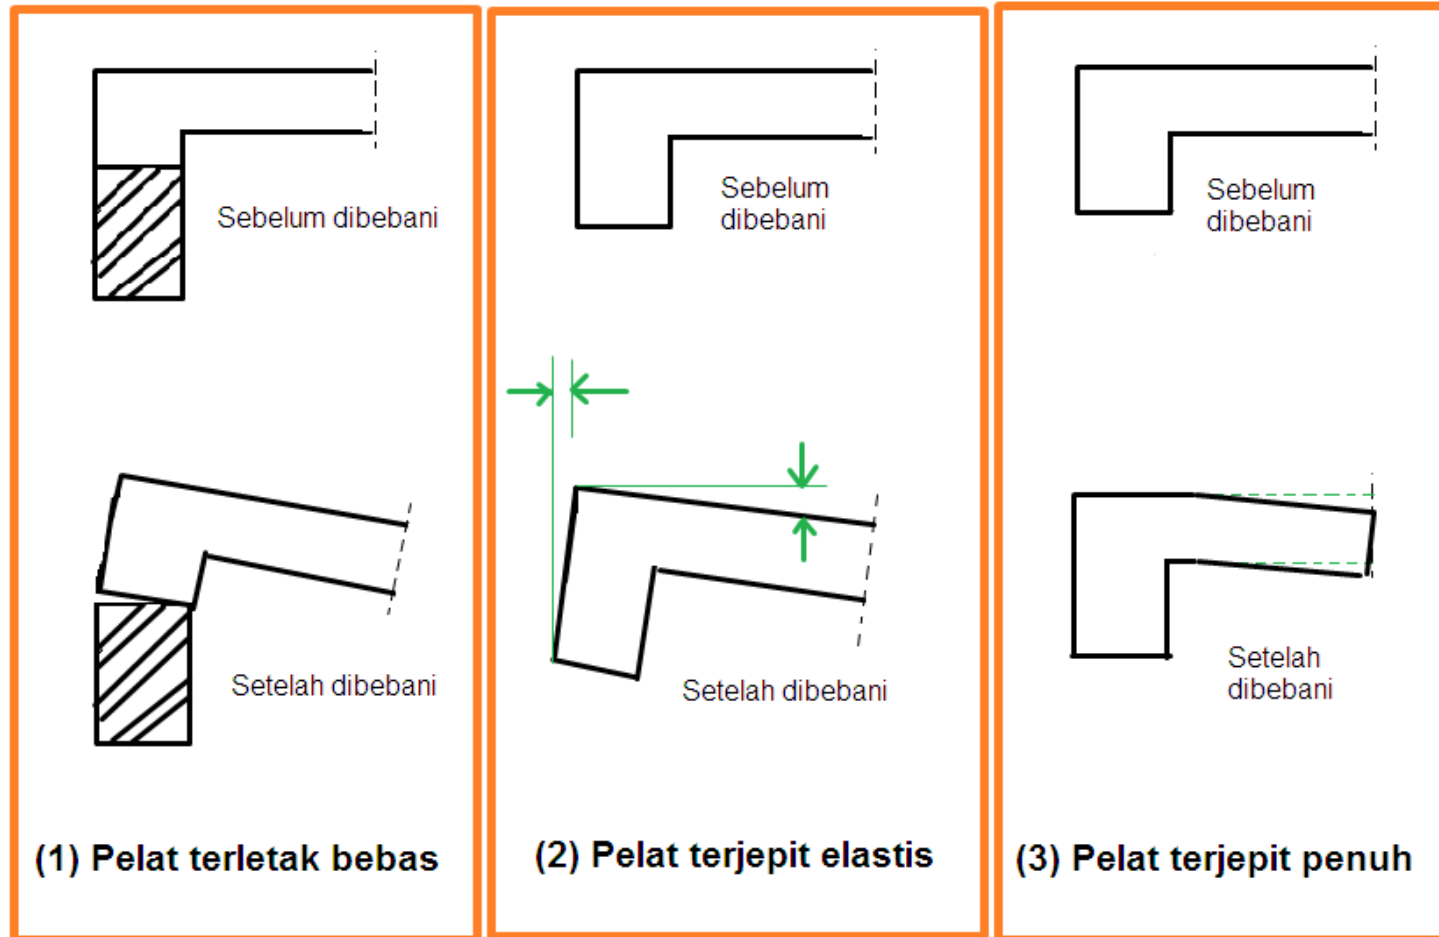 Sebelum dibebani
Setelah dibebani
(1) Pelat terletak bebas
Sebelum
dibebani
Setelah dibebani
(2) Pelat terjepit elastis
Sebelum
dibebani
Setelah
dibebani
(3) Pelat terjepit penuh